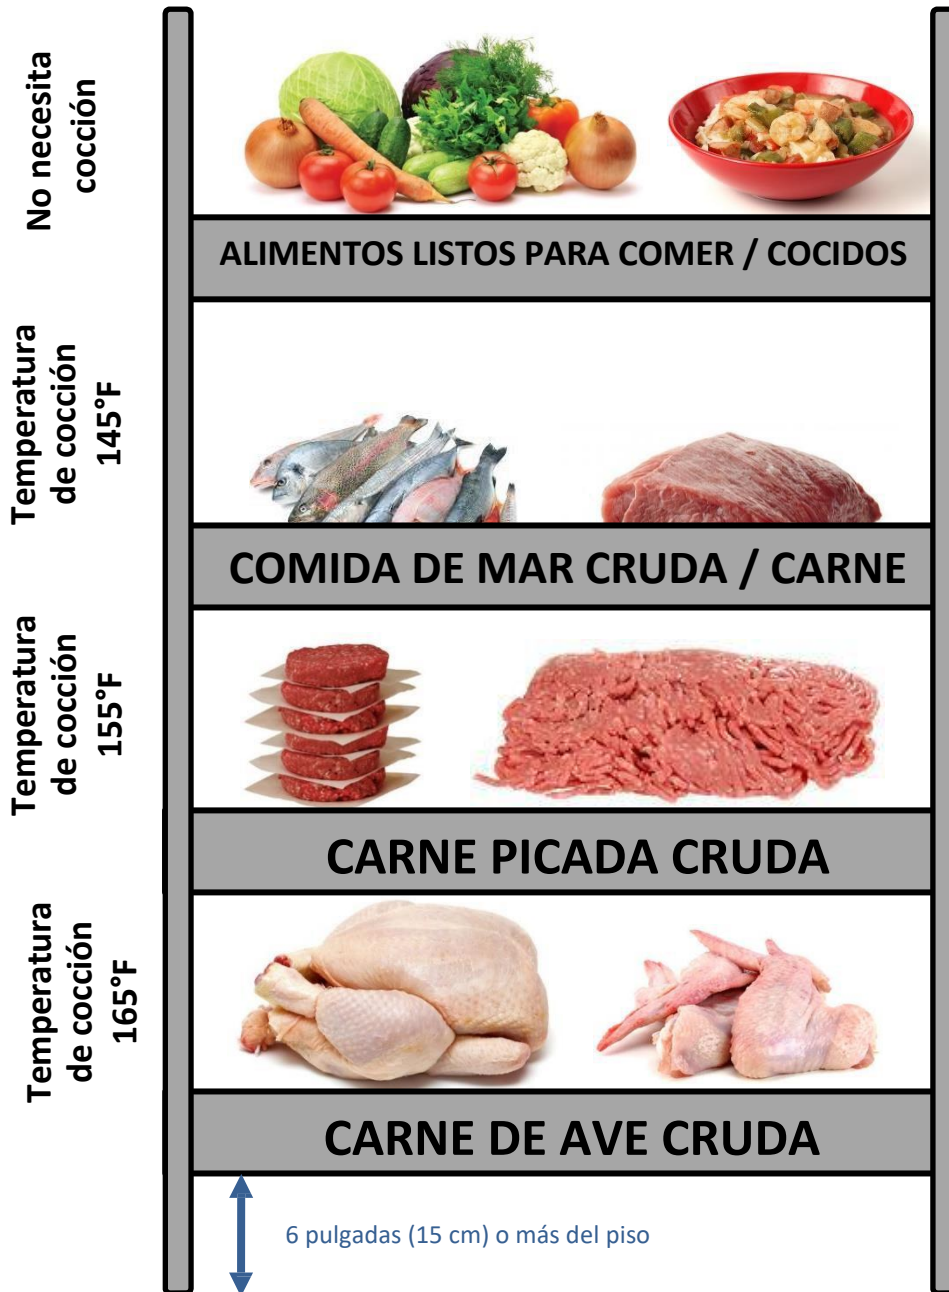 No necesita
cocción
ALIMENTOS LISTOS PARA COMER / COCIDOS
Temperatura
de cocción
145°F
COMIDA DE MAR CRUDA / CARNE
Temperatura
de cocción
155°F
CARNE PICADA CRUDA
Temperatura
de cocción
165°F
CARNE DE AVE CRUDA
6 pulgadas (15 cm) o más del piso